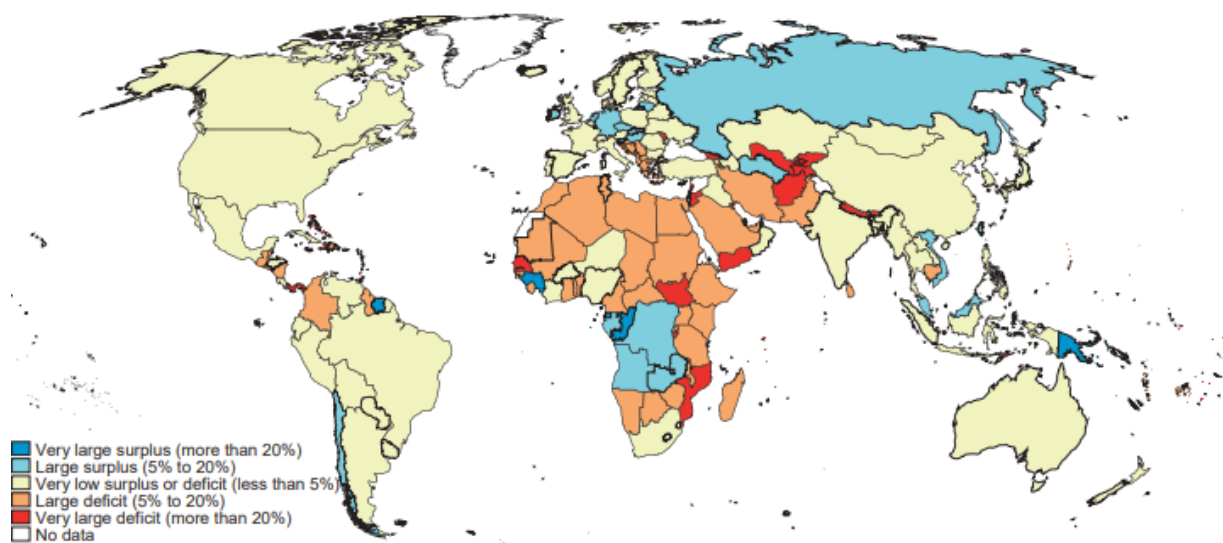 Very large surplus (more than 20%)
Large surplus (5% to 20%)
Very low surplus or deficit (less than 5%)
Large deficit (5% to 20%)
Very large deficit (more than 20%)
No data